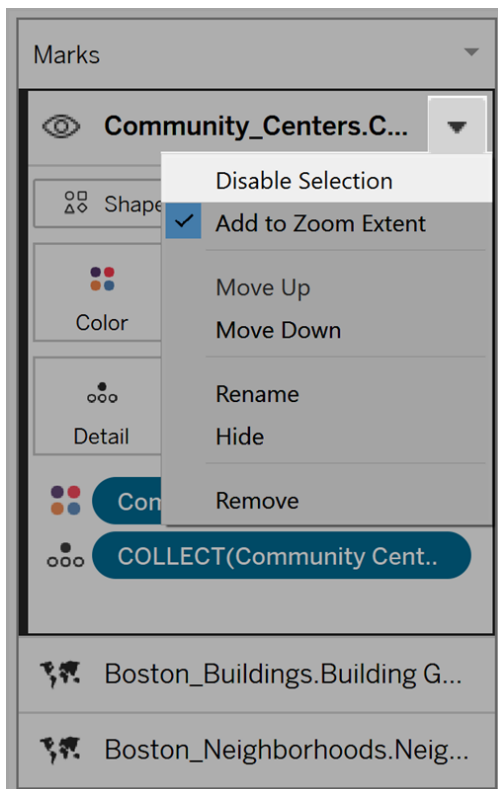 Marks
Community_Centers.C...
Disable Selection
Shape
Add to Zoom Extent
Move Up
Color
Move Down
Rename
Detail
Hide
Remove
COLLECT(Community Cent..
Boston_Buildings.Building G...
Boston_Neighborhoods.Neig...